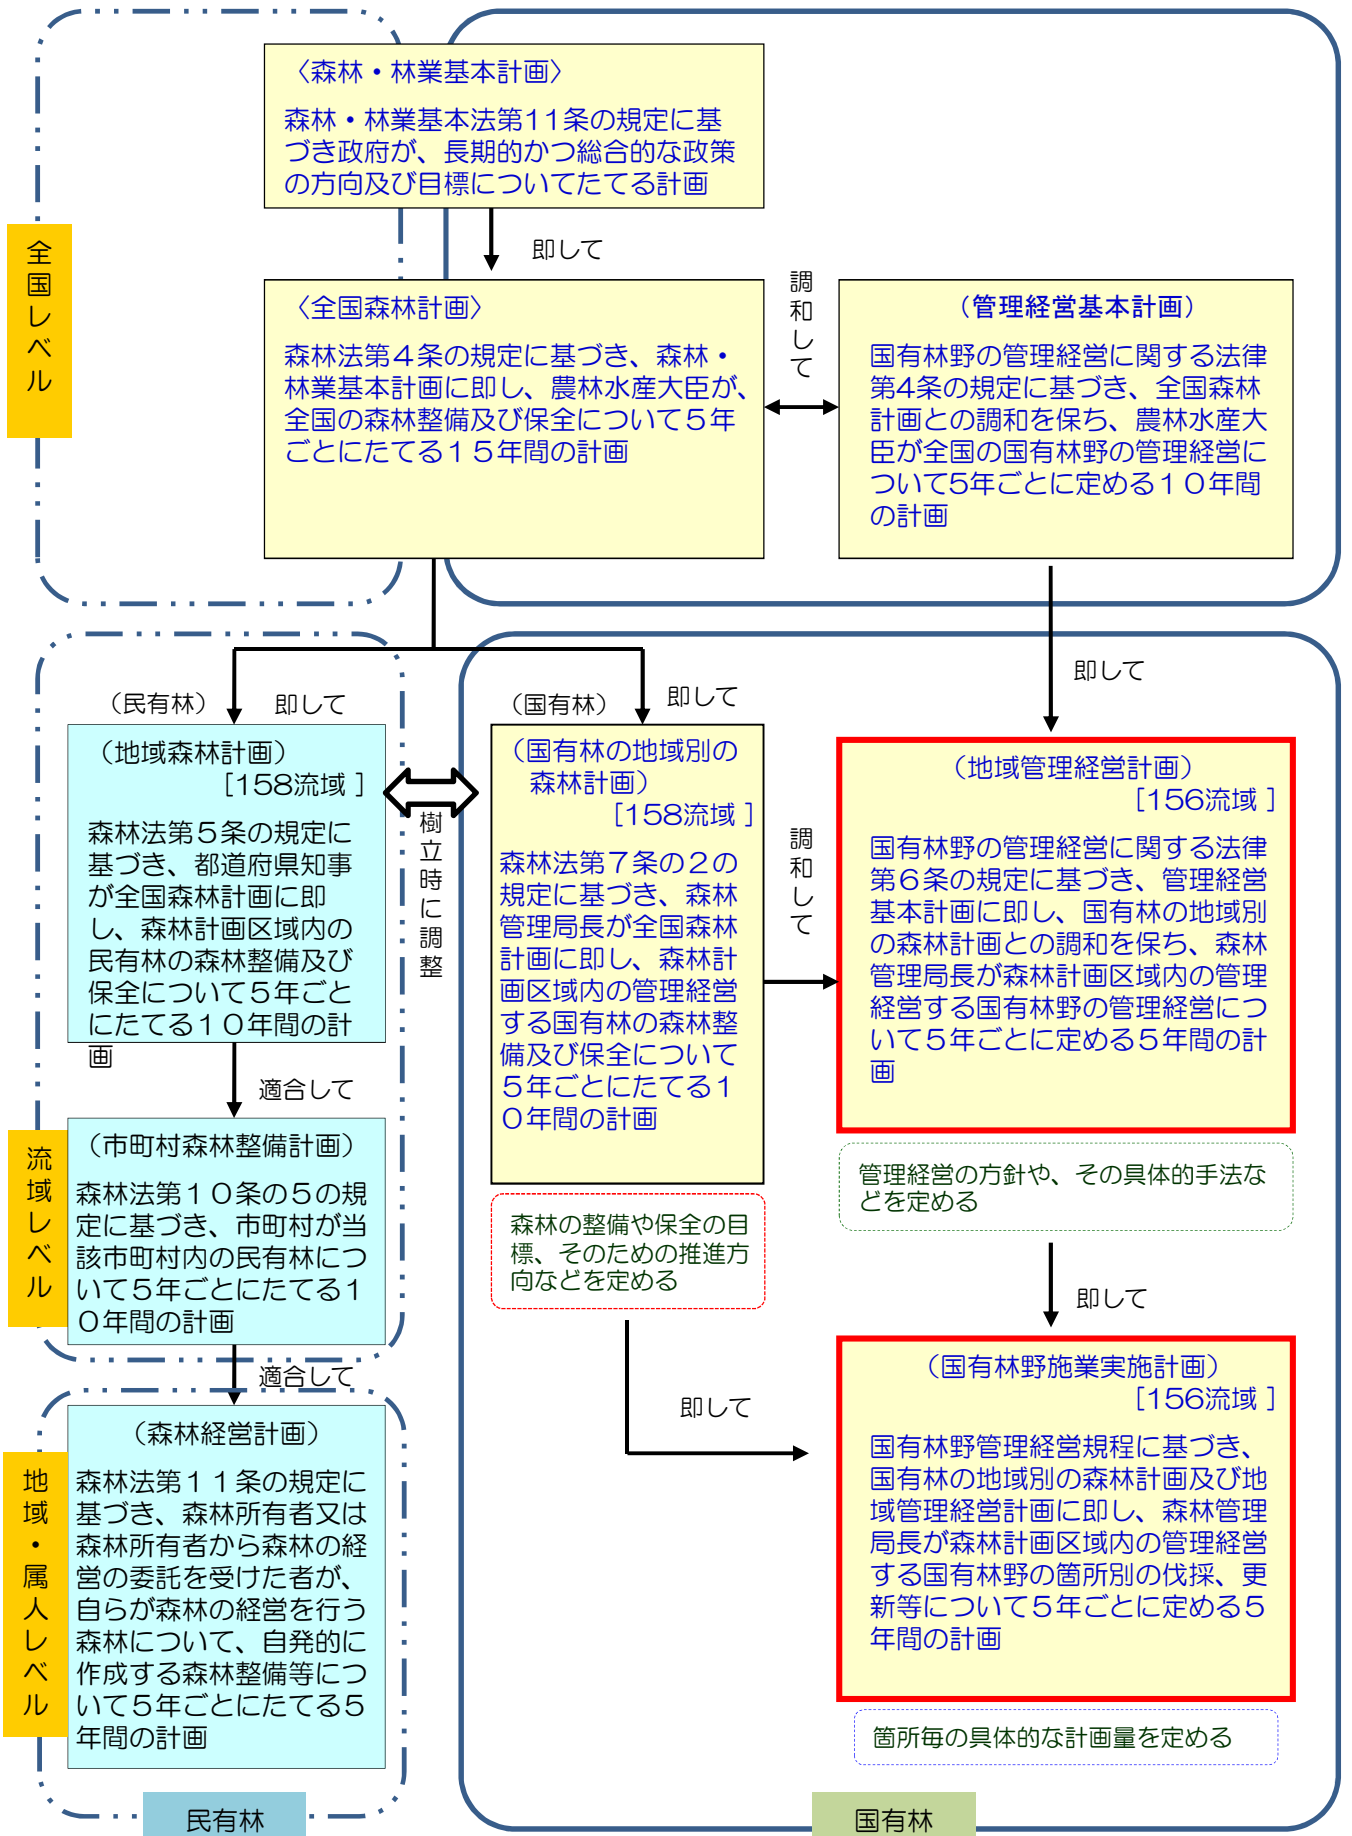 〈森林・林業基本計画〉
森林・林業基本法第11条の規定に基
づき政府が、長期的かつ総合的な政策
の方向及び目標についてたてる計画
全国レベル
即して
〈全国森林計画〉
森林法第４条の規定に基づき、森林・
林業基本計画に即し、農林水産大臣が、
全国の森林整備及び保全について５年
ごとにたてる１５年間の計画
調和して
（管理経営基本計画）
国有林野の管理経営に関する法律
第4条の規定に基づき、全国森林
計画との調和を保ち、農林水産大
臣が全国の国有林野の管理経営に
ついて5年ごとに定める１０年間
の計画
（民有林）
即して
（国有林）
即して
即して
（地域森林計画）
[158流域 ]
森林法第５条の規定に
基づき、都道府県知事
が全国森林計画に即
し、森林計画区域内の
民有林の森林整備及び
保全について５年ごと
にたてる１０年間の計
画
樹立時に調整
（国有林の地域別の
森林計画）
[158流域 ]
森林法第７条の２の
規定に基づき、森林
管理局長が全国森林
計画に即し、森林計
画区域内の管理経営
する国有林の森林整
備及び保全について
５年ごとにたてる１
０年間の計画
調和して
（地域管理経営計画）
[156流域 ]
国有林野の管理経営に関する法律
第６条の規定に基づき、管理経営
基本計画に即し、国有林の地域別
の森林計画との調和を保ち、森林
管理局長が森林計画区域内の管理
経営する国有林野の管理経営につ
いて５年ごとに定める５年間の計
画
適合して
流域レベル
（市町村森林整備計画）
森林法第１０条の５の規
定に基づき、市町村が当
該市町村内の民有林につ
いて５年ごとにたてる１
０年間の計画
森林の整備や保全の目
標、そのための推進方
向などを定める
管理経営の方針や、その具体的手法な
どを定める
即して
適合して
即して
地域・属人レベル
（森林経営計画）
森林法第１１条の規定に
基づき、森林所有者又は
森林所有者から森林の経
営の委託を受けた者が、
自らが森林の経営を行う
森林について、自発的に
作成する森林整備等につ
いて５年ごとにたてる５
年間の計画
（国有林野施業実施計画）
[156流域 ]
国有林野管理経営規程に基づき、
国有林の地域別の森林計画及び地
域管理経営計画に即し、森林管理
局長が森林計画区域内の管理経営
する国有林野の箇所別の伐採、更
新等について５年ごとに定める５
年間の計画
箇所毎の具体的な計画量を定める
民有林
国有林